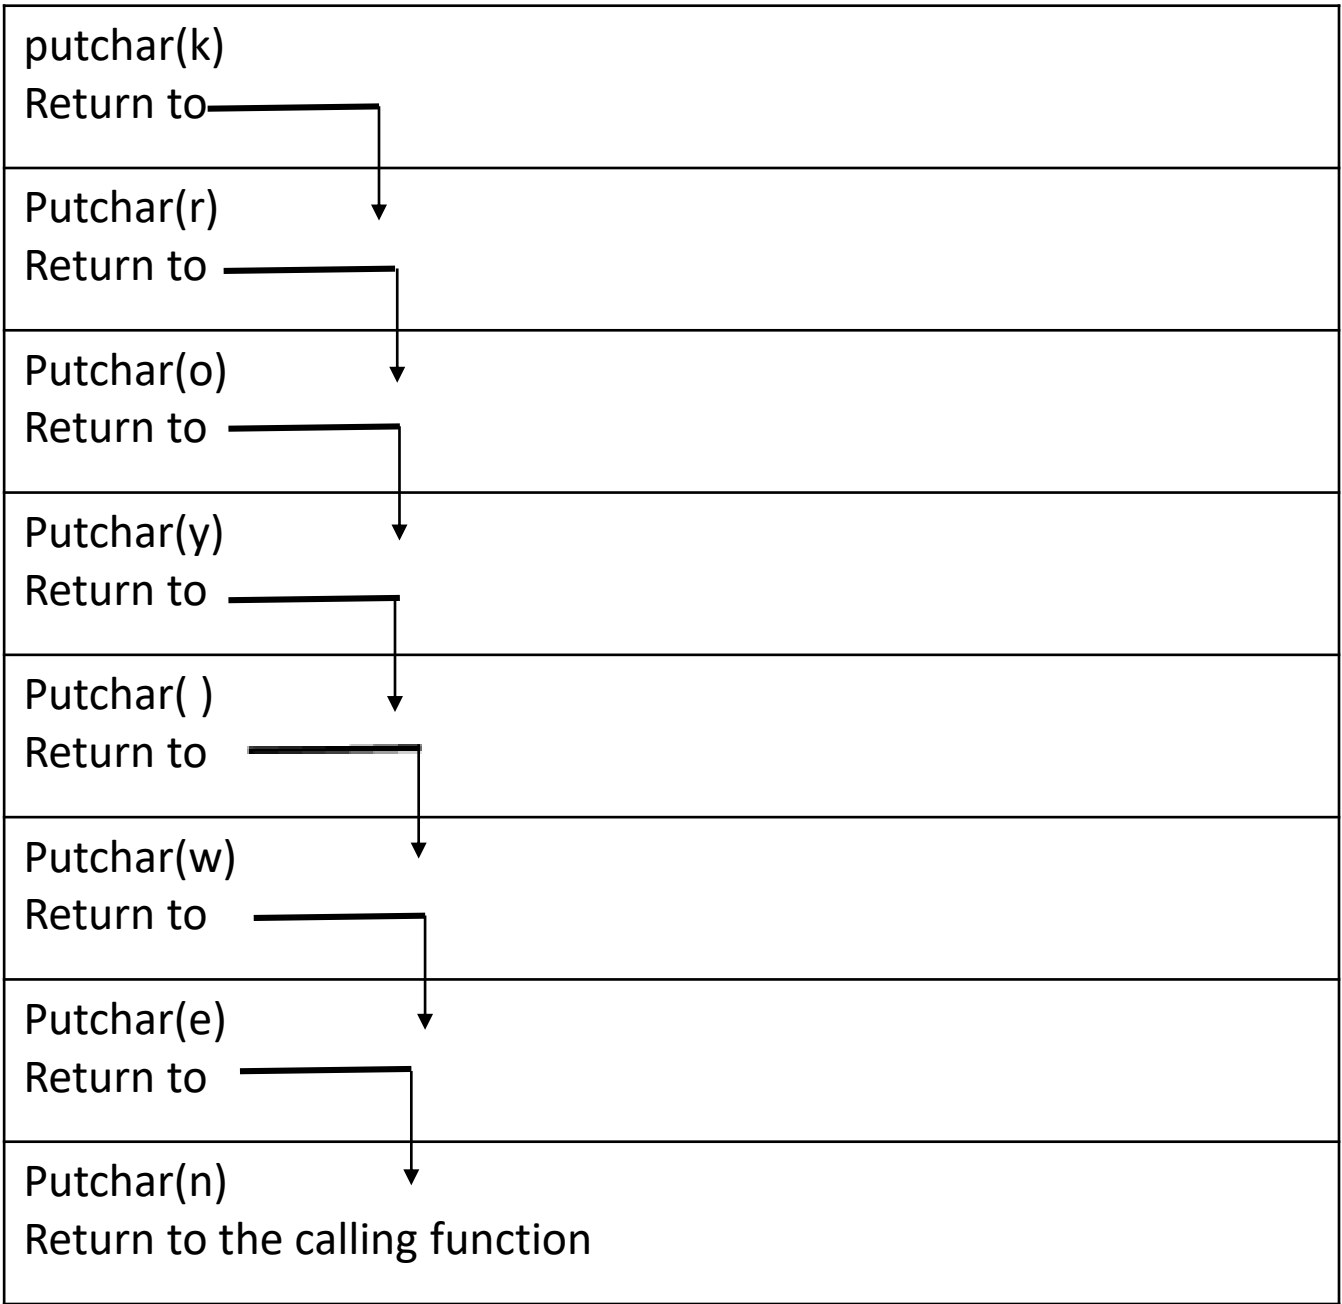 putchar(k)
Return to
Putchar(r)
Return to
Putchar(o)
Return to
Putchar(y)
Return to
Putchar( )
Return to
Putchar(w)
Return to
Putchar(e)
Return to
Putchar(n)
Return to the calling function